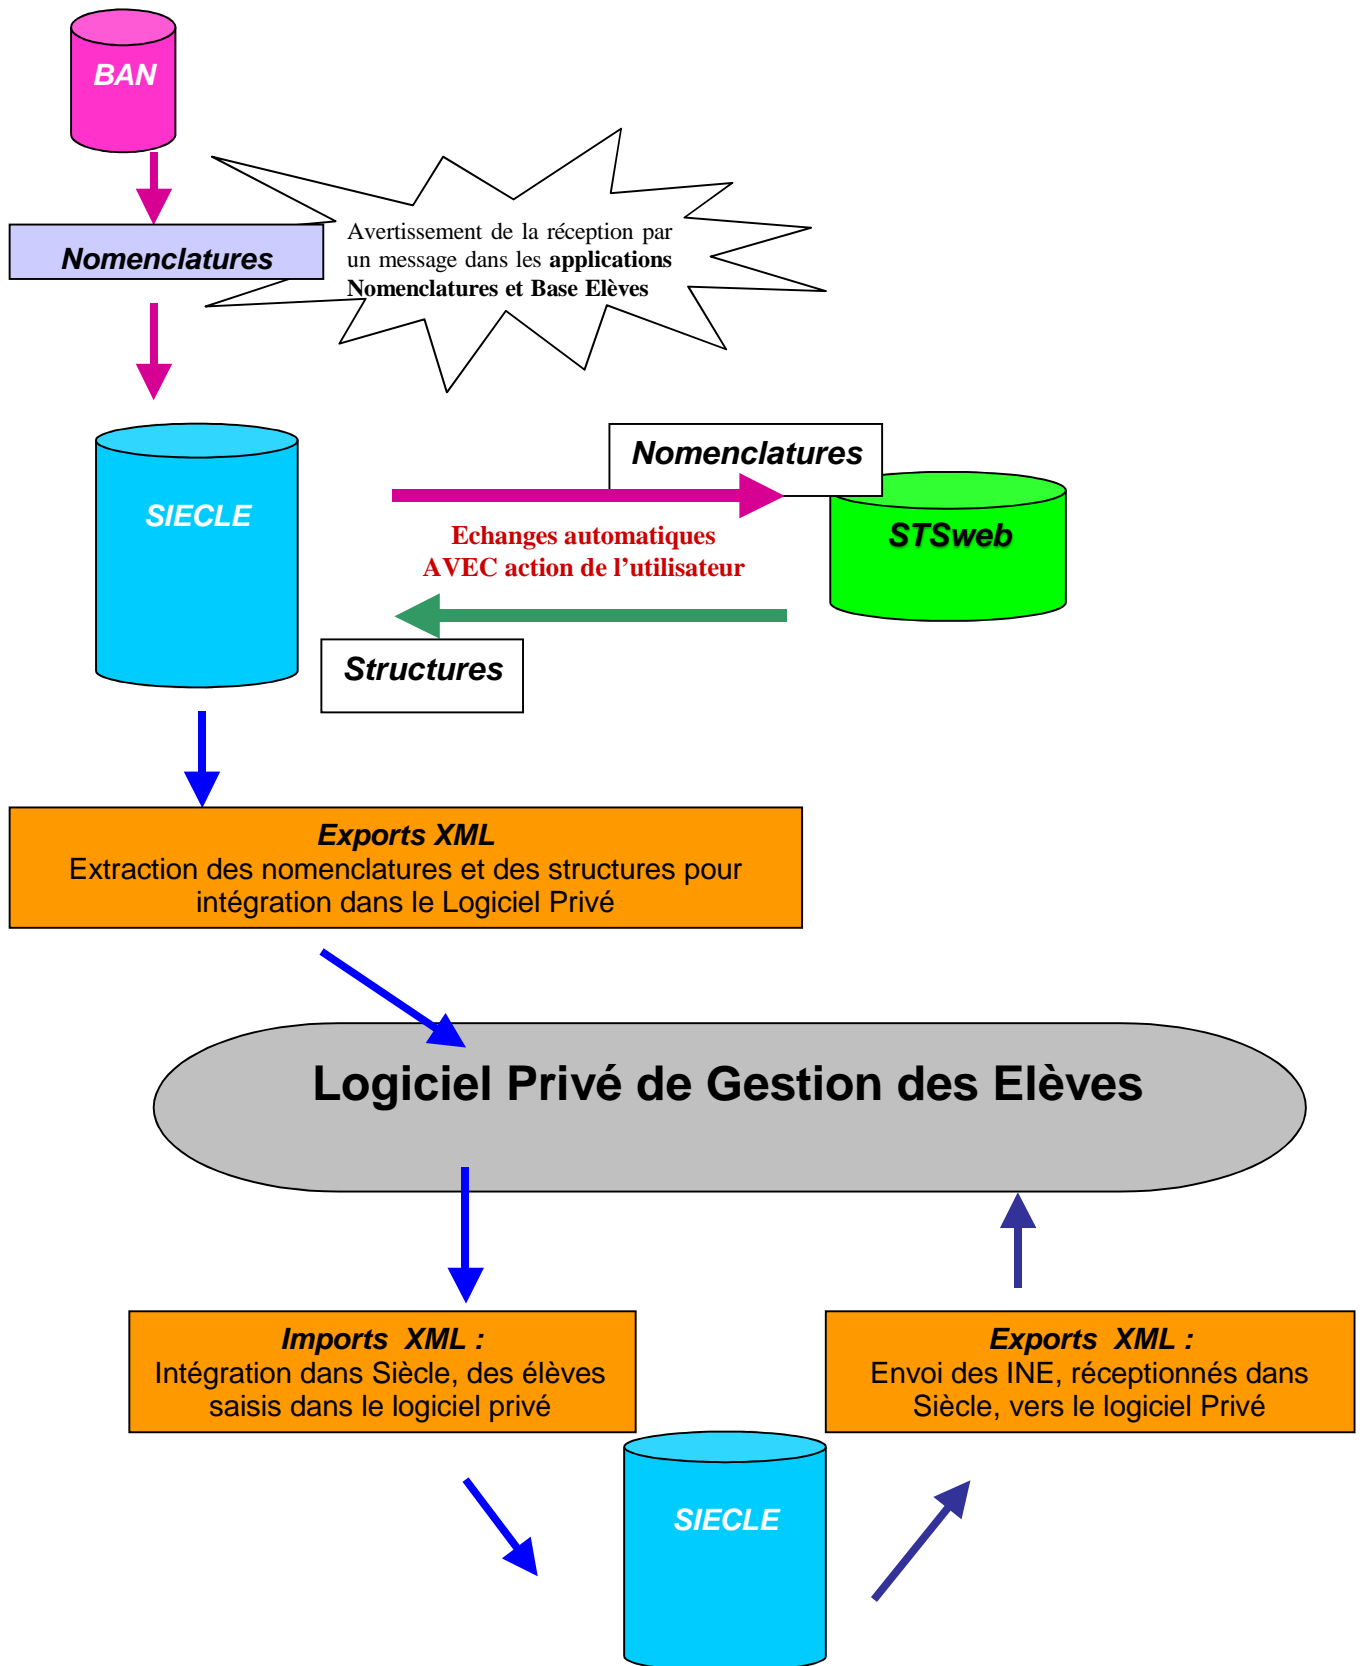 BAN
Avertissement de la réception par
un message dans les applications
Nomenclatures et Base Elèves
Nomenclatures
SIECLE
Nomenclatures
STSweb
Echanges automatiques
AVEC action de l’utilisateur
Structures
Exports XML
Extraction des nomenclatures et des structures pour
intégration dans le Logiciel Privé
Logiciel Privé de Gestion des Elèves
Imports XML :
Intégration dans Siècle, des élèves
saisis dans le logiciel privé
Exports XML :
Envoi des INE, réceptionnés dans
Siècle, vers le logiciel Privé
SIECLE